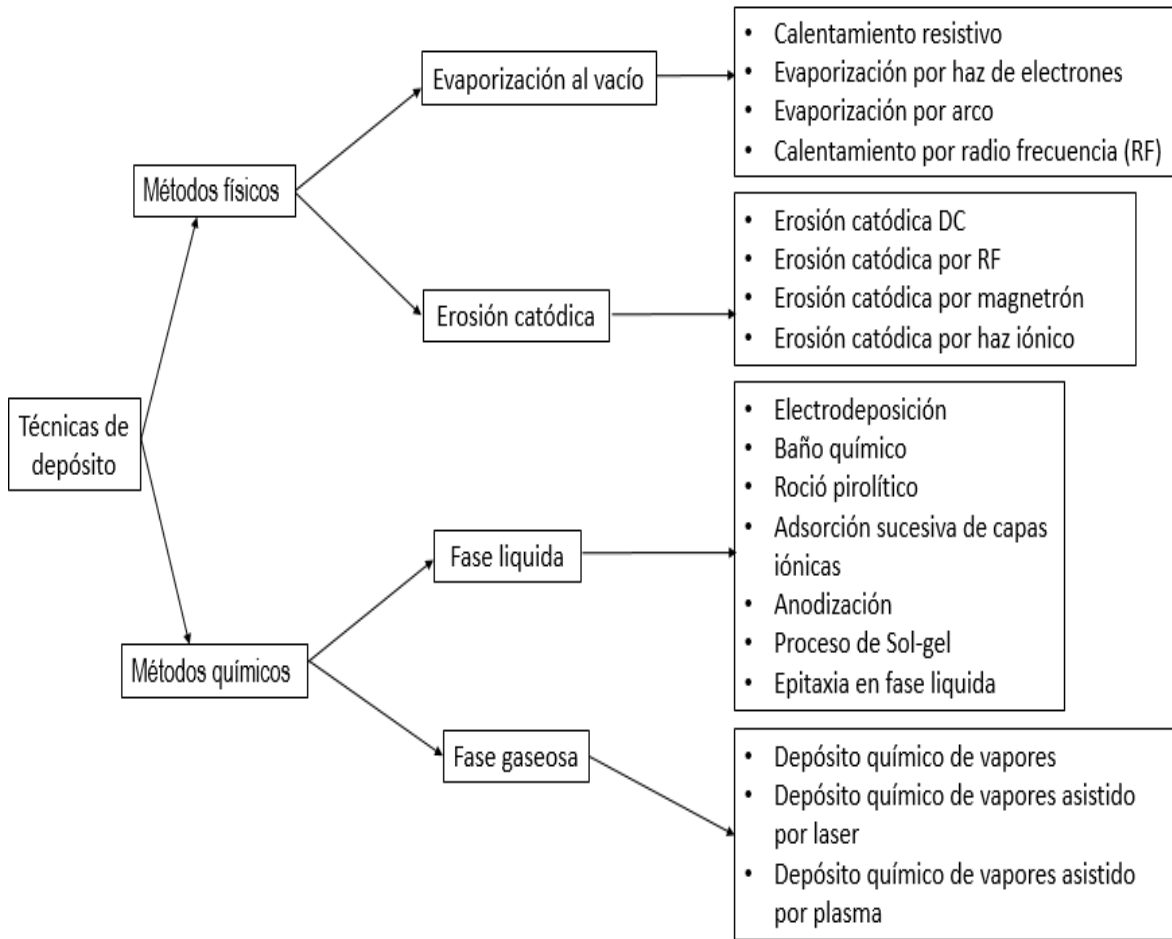 Técnicas de
depósito
Métodos físicos
Evaporización al vacío
• Calentamiento resistivo
• Evaporización por haz de electrones
• Evaporización por arco
• Calentamiento por radio frecuencia (RF)
Erosión catódica
• Erosión catódica DC
• Erosión catódica por RF
• Erosión catódica por magnetrón
• Erosión catódica por haz iónico
Métodos químicos
Fase liquida
• Electrodeposición
• Baño químico
• Roció pirolítico
• Adsorción sucesiva de capas
iónicas
• Anodización
• Proceso de Sol-gel
• Epitaxia en fase liquida
Fase gaseosa
• Depósito químico de vapores
• Depósito químico de vapores asistido
por laser
• Depósito químico de vapores asistido
por plasma